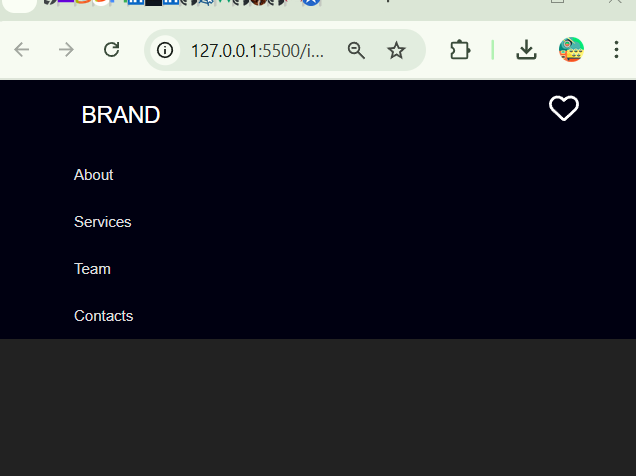 127.0.0.1:5500/i...
BRAND
About
Services
Team
Contacts